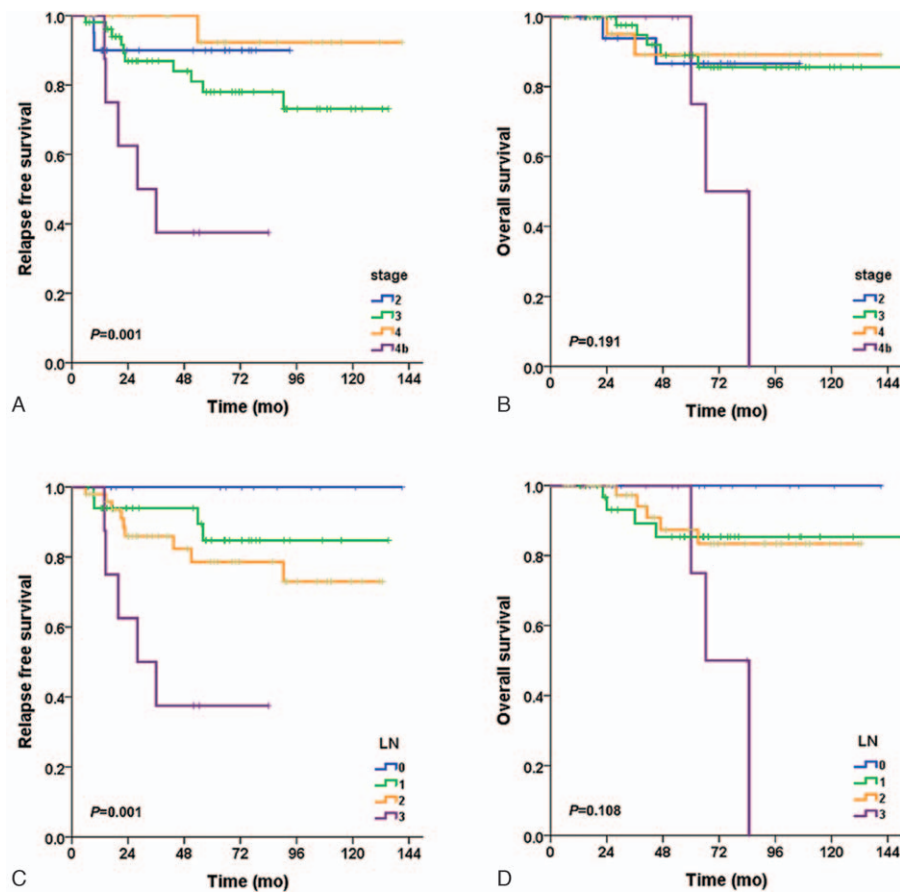 Relapse free survival
1.0
0.8
0.6
0.4
0.2
0.0
0 24 48 72 96 120 144
Time (mo)
stage
2
3
4
4b
P=0.001
A
Overall survival
1.0
0.8
0.6
0.4
0.2
0.0
0 24 48 72 96 120 144
Time (mo)
stage
2
3
4
4b
P=0.191
B
Relapse free survival
1.0
0.8
0.6
0.4
0.2
0.0
0 24 48 72 96 120 144
Time (mo)
LN
0
1
2
3
P=0.001
C
Overall survival
1.0
0.8
0.6
0.4
0.2
0.0
0 24 48 72 96 120 144
Time (mo)
LN
0
1
2
3
P=0.108
D